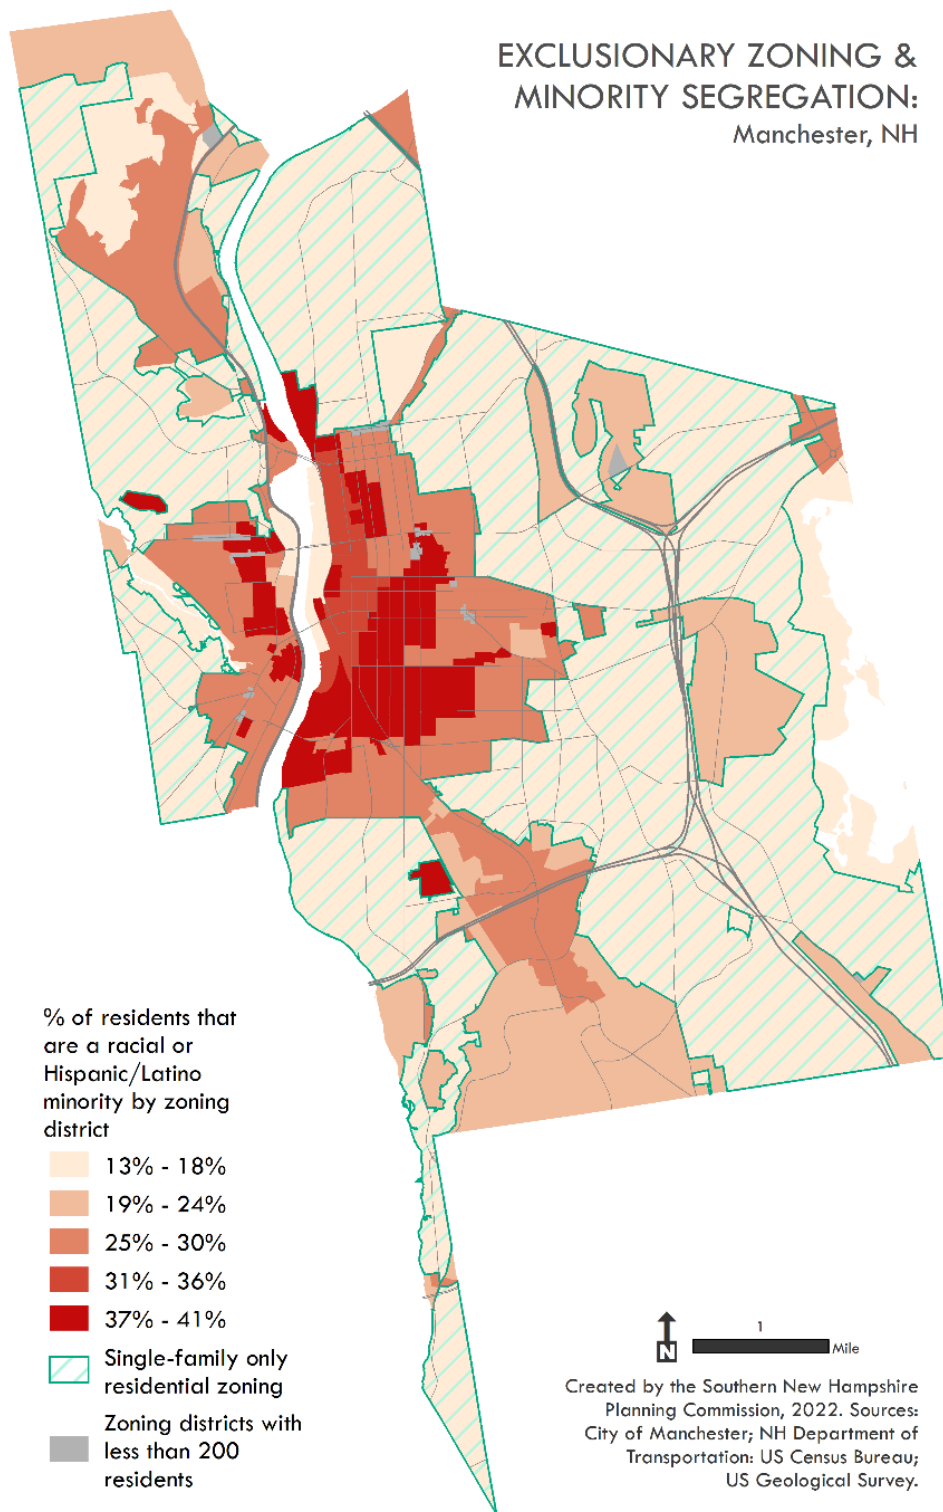 EXCLUSIONARY ZONING &
MINORITY SEGREGATION:
Manchester, NH
% of residents that
are a racial or
Hispanic/Latino
minority by zoning
district
13% - 18%
19% - 24%
25% - 30%
31% - 36%
37% - 41%
Single-family only
residential zoning
Zoning districts with
less than 200
residents
N
1
Mile
Created by the Southern New Hampshire
Planning Commission, 2022. Sources:
City of Manchester; NH Department of
Transportation: US Census Bureau;
US Geological Survey.